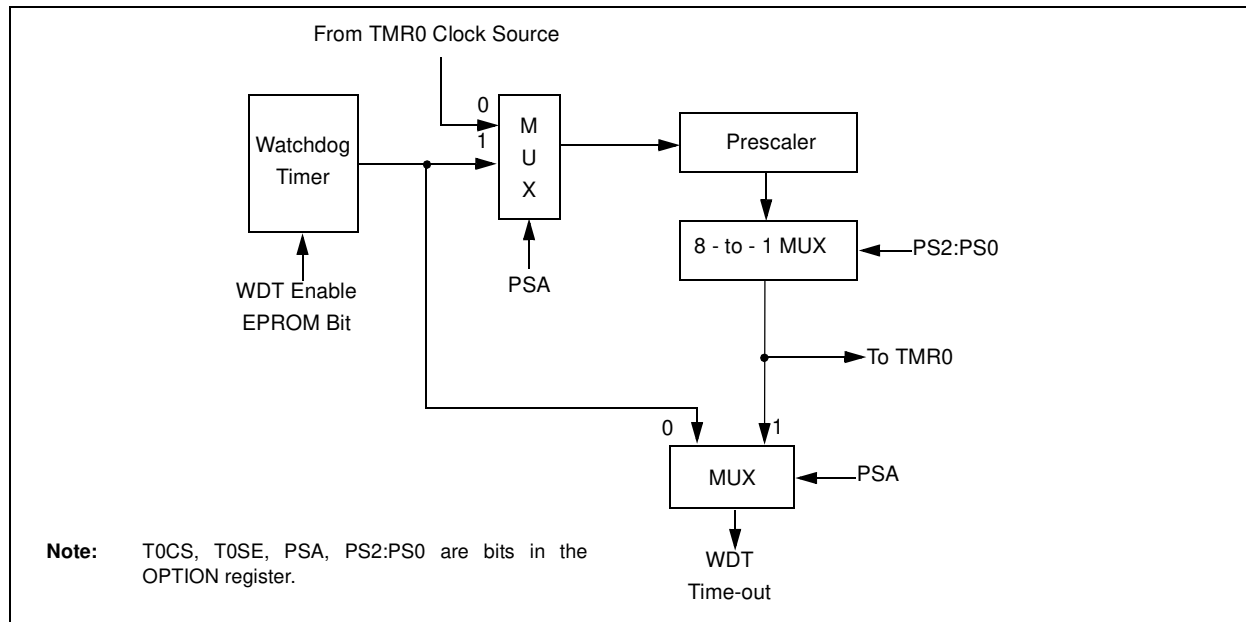 From TMR0 Clock Source
0
1
M
U
X
Watchdog
Timer
Prescaler
8 - to - 1 MUX
PS2:PS0
PSA
WDT Enable
EPROM Bit
To TMR0
0
1
MUX
PSA
WDT
Time-out
Note: T0CS, T0SE, PSA, PS2:PS0 are bits in the
OPTION register.